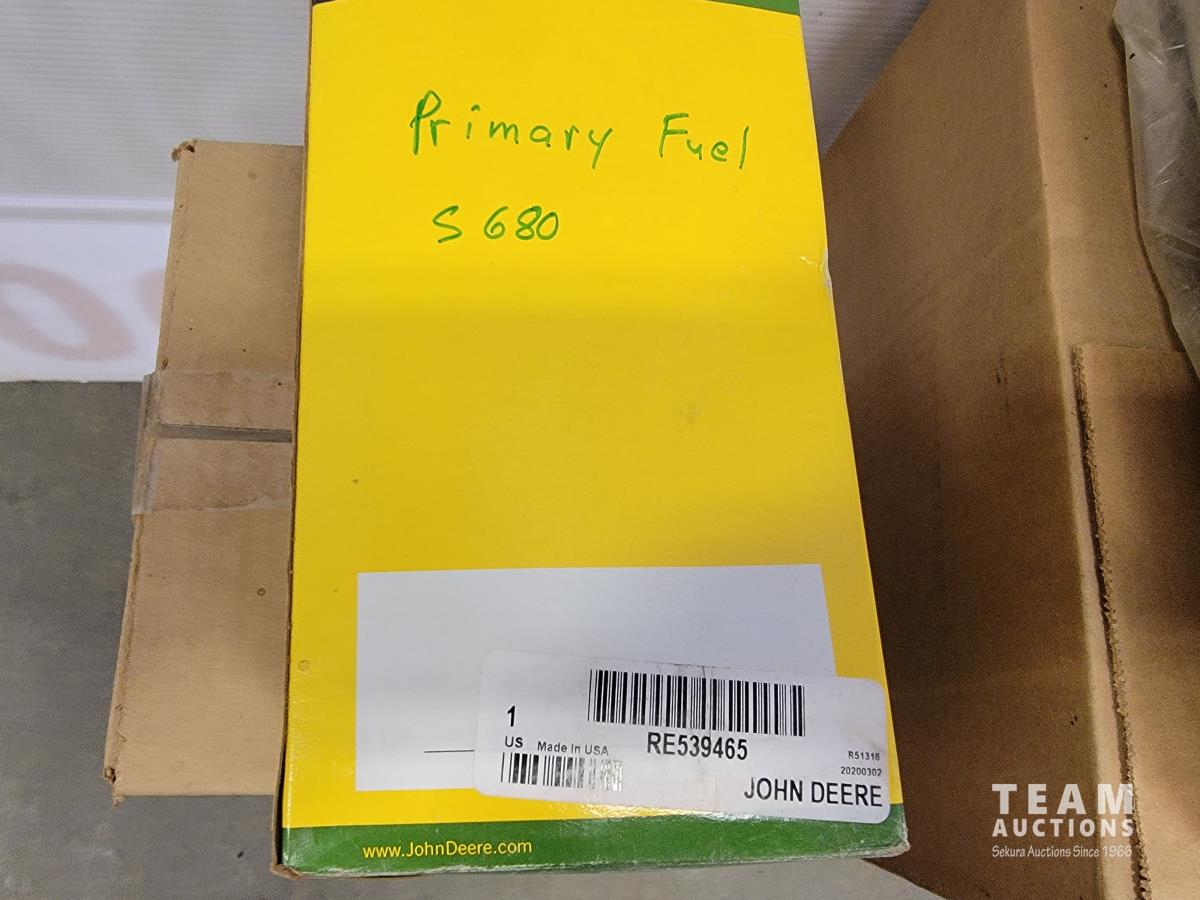 Primary Fuel
S 680
1
US Made In USA
RE539465
R51316
20200302
JOHN DEERE
www.JohnDeere.com
TEAM
AUCTIONS
Sekura Auctions Since 1966